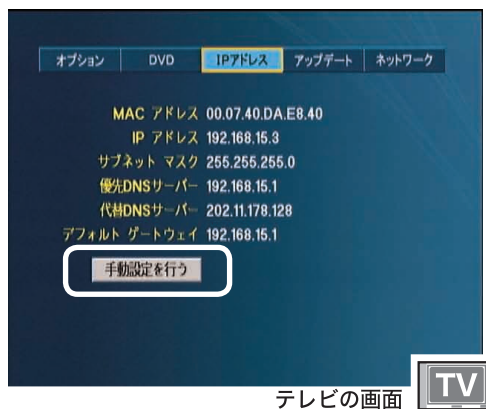 オプション DVD IPアドレス アップデート ネットワーク
MAC アドレス 00.07.40.DA.E8.40
IP アドレス 192.168.15.3
サブネット マスク 255.255.255.0
優先DNSサーバー 192.168.15.1
代替DNSサーバー 202.11.178.128
デフォルト ゲートウェイ 192.168.15.1
手動設定を行う
テレビの画面 TV